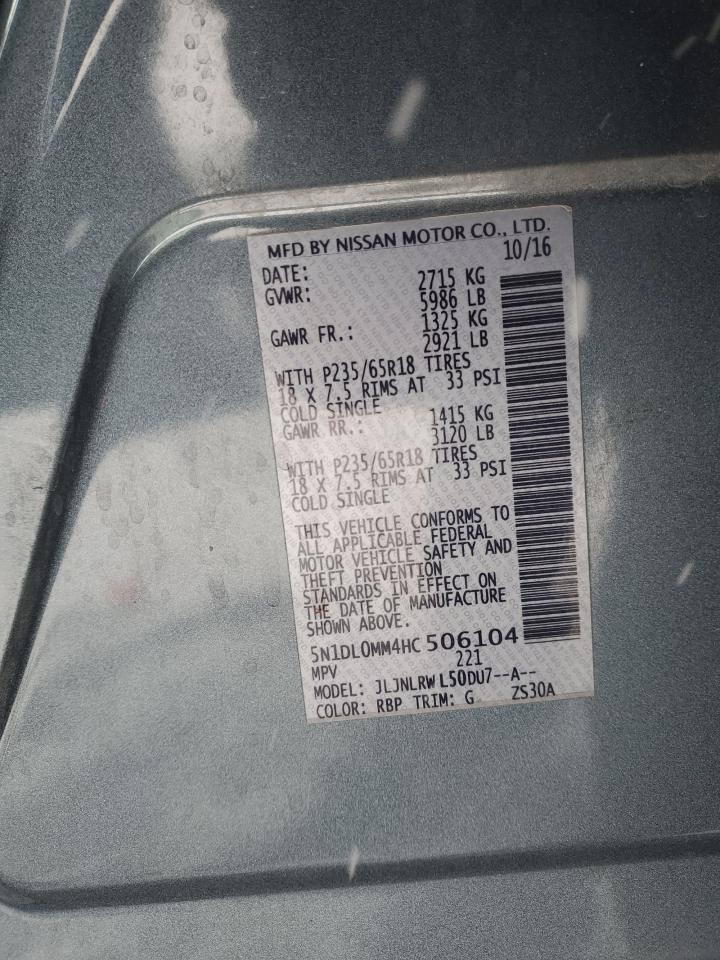 MFD BY NISSAN MOTOR CO., LTD.
DATE: 10/16
GVWR: 2715 KG
5986 LB
GAWR FR.: 1325 KG
2921 LB
WITH P235/65R18 TIRES
18 X 7.5 RIMS AT 33 PSI
COLD SINGLE
GAWR RR.: 1415 KG
3120 LB
WITH P235/65R18 TIRES
18 X 7.5 RIMS AT 33 PSI
COLD SINGLE
THIS VEHICLE CONFORMS TO
ALL APPLICABLE FEDERAL
MOTOR VEHICLE SAFETY AND
THEFT PREVENTION
STANDARDS IN EFFECT ON
THE DATE OF MANUFACTURE
SHOWN ABOVE.
5N1DL0MM4HC 506104
MPV 221
MODEL: JLJNLRW L50DU7--A--
COLOR: RBP TRIM: G ZS30A